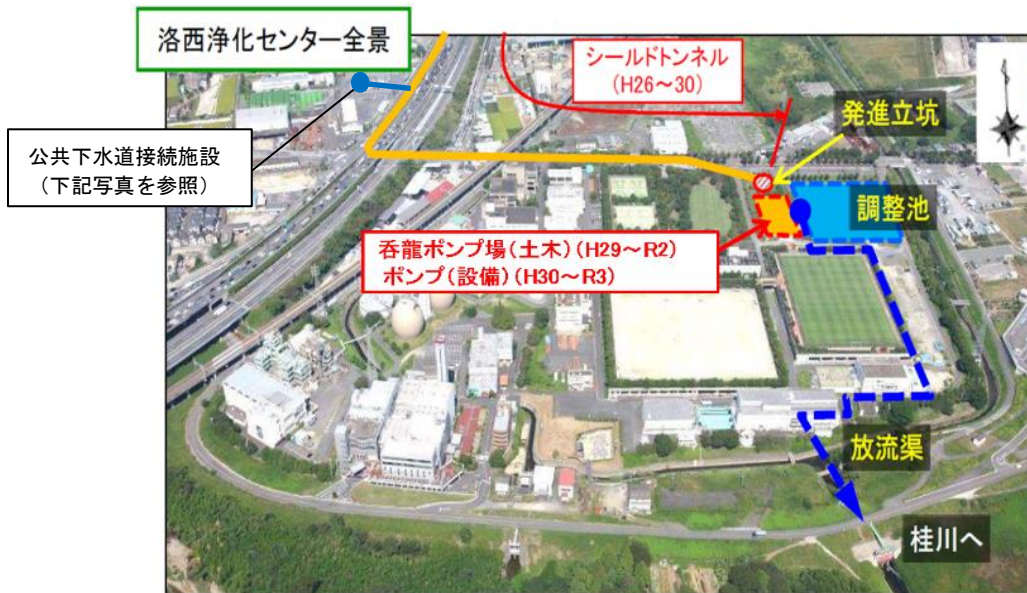 洛西浄化センター全景
シールドトンネル
(H26～30)
発進立坑
公共下水道接続施設
(下記写真を参照)
調整池
呑龍ポンプ場(土木)(H29～R2)
ポンプ(設備)(H30～R3)
放流渠
桂川へ